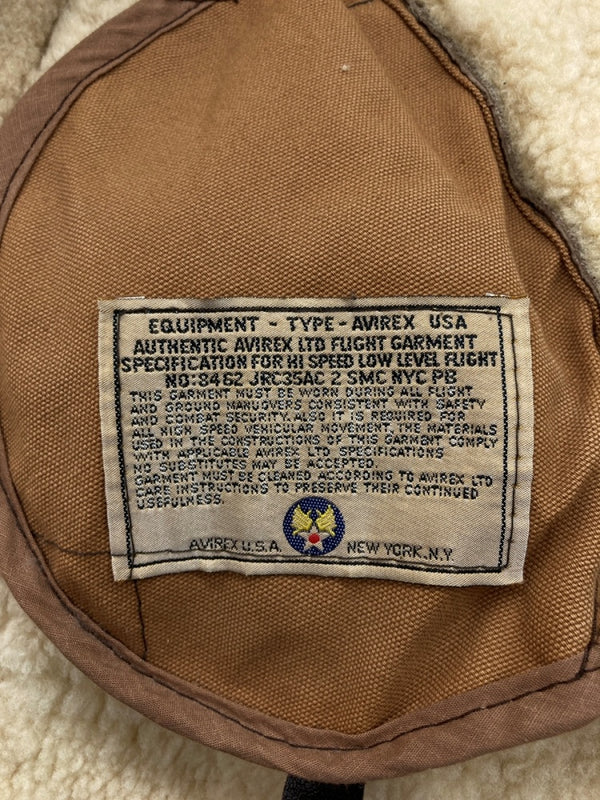 EQUIPMENT - TYPE - AVIREX USA
AUTHENTIC AVIREX LTD FLIGHT GARMENT
SPECIFICATION FOR HI SPEED LOW LEVEL FLIGHT
NO:8462 JRC35AC 2 SMC NYC PB
THIS GARMENT MUST BE WORN DURING ALL FLIGHT
AND GROUND MANUOVERS CONSISTENT WITH SAFETY
AND COMBAT SECURITY. ALSO IT IS REQUIRED FOR
ALL HIGH SPEED VEHICULAR MOVEMENT. THE MATERIALS
USED IN THE CONSTRUCTIONS OF THIS GARMENT COMPLY
WITH APPLICABLE AVIREX LTD SPECIFICATIONS
NO SUBSTITUTES MAY BE ACCEPTED.
GARMENT MUST BE CLEANED ACCORDING TO AVIREX LTD
CARE INSTRUCTIONS TO PRESERVE THEIR CONTINUED
USEFULNESS.
AVIREX U.S.A. NEW YORK. N.Y